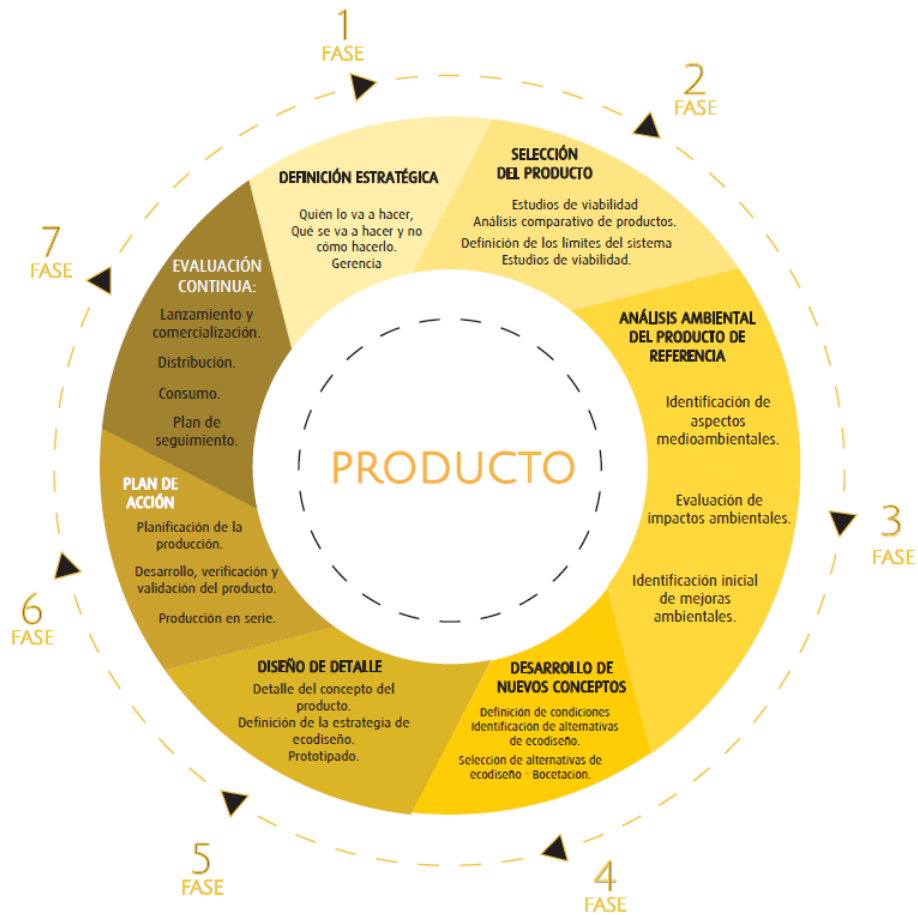 1
FASE
DEFINICIÓN ESTRATÉGICA
Quién lo va a hacer,
Qué se va a hacer y no
cómo hacerlo.
Gerencia
2
FASE
SELECCIÓN
DEL PRODUCTO
Estudios de viabilidad
Análisis comparativo de productos.
Definición de los límites del sistema
Estudios de viabilidad.
3
FASE
ANÁLISIS AMBIENTAL
DEL PRODUCTO DE
REFERENCIA
Identificación de
aspectos
medioambientales.
Evaluación de
impactos ambientales.
Identificación inicial
de mejoras
ambientales.
4
FASE
DESARROLLO DE
NUEVOS CONCEPTOS
Definición de condiciones
Identificación de alternativas
de ecodiseño.
Selección de alternativas de
ecodiseño - Bocetación.
5
FASE
DISEÑO DE DETALLE
Detalle del concepto del
producto.
Definición de la estrategia de
ecodiseño.
Prototipado.
6
FASE
PLAN DE
ACCIÓN
Planificación de la
producción.
Desarrollo, verificación y
validación del producto.
Producción en serie.
7
FASE
EVALUACIÓN
CONTINUA:
Lanzamiento y
comercialización.
Distribución.
Consumo.
Plan de
seguimiento.
PRODUCTO